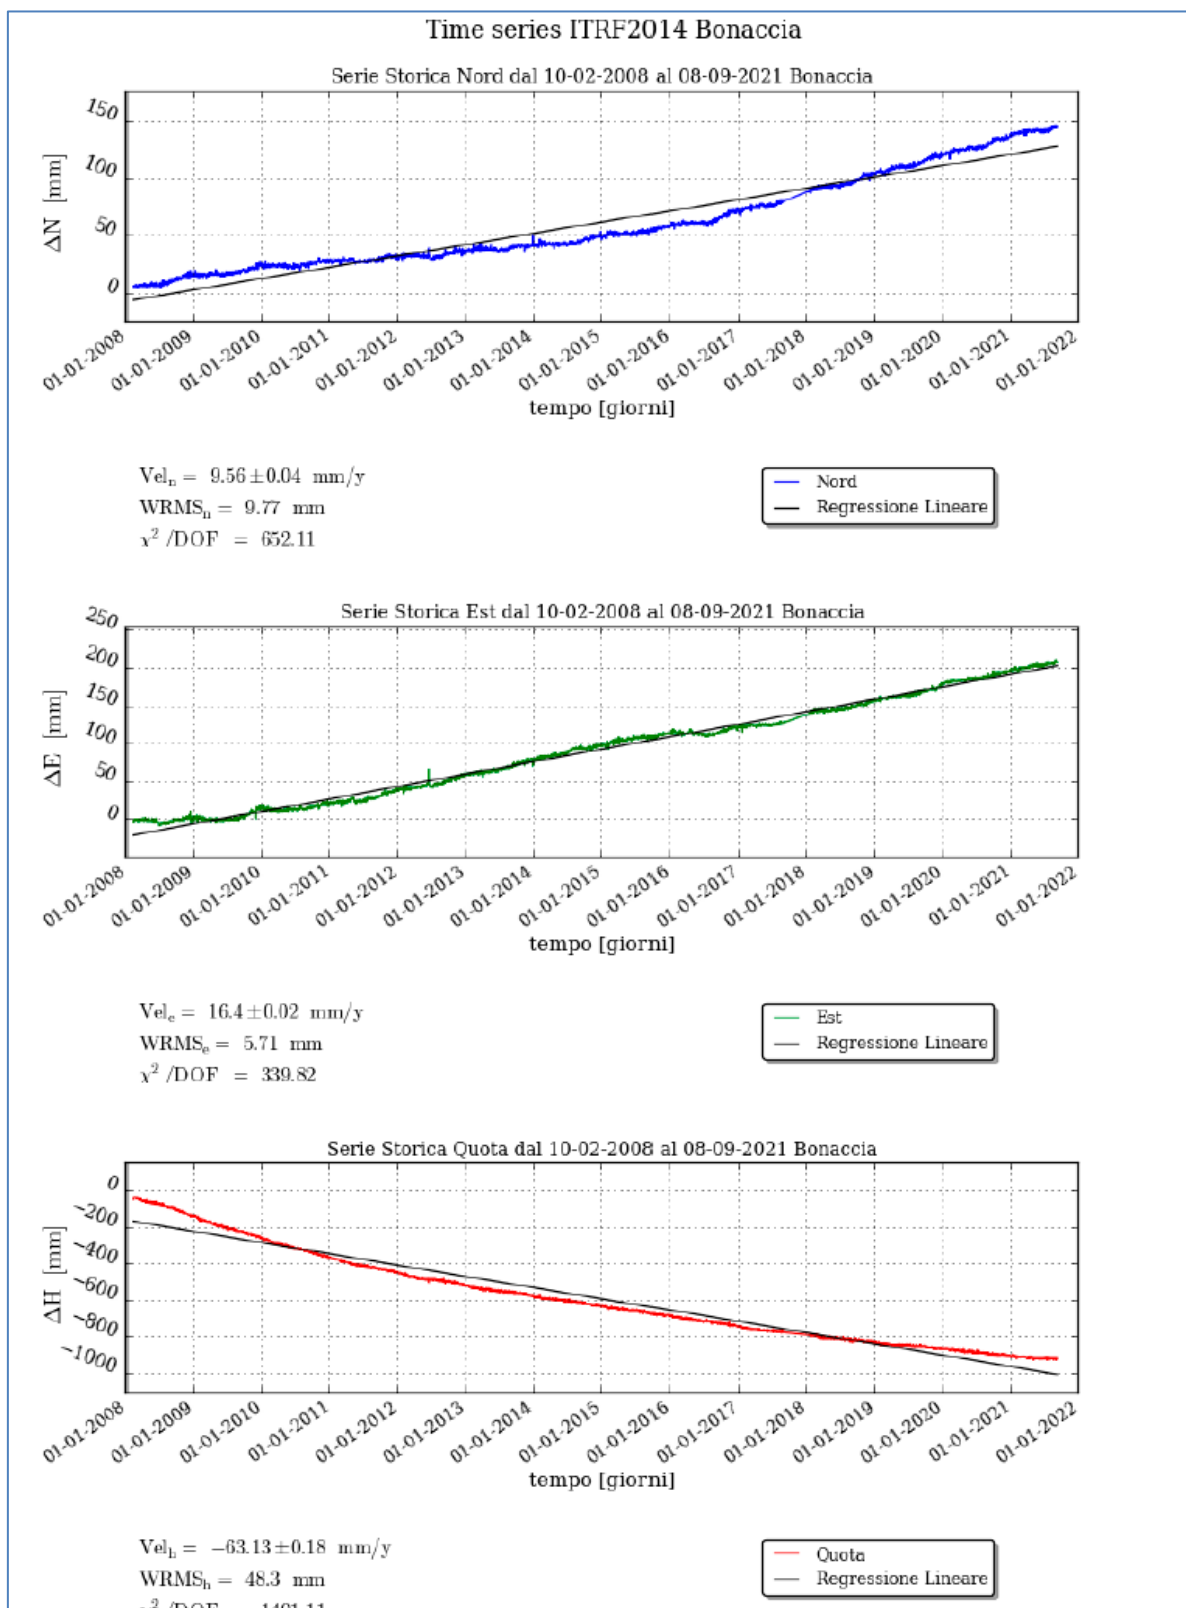 Time series ITRF2014 Bonaccia
Serie Storica Nord dal 10-02-2008 al 08-09-2021 Bonaccia
150
100
50
0
ΔN [mm]
01-01-2008 01-01-2009 01-01-2010 01-01-2011 01-01-2012 01-01-2013 01-01-2014 01-01-2015 01-01-2016 01-01-2017 01-01-2018 01-01-2019 01-01-2020 01-01-2021 01-01-2022
tempo [giorni]
Vel_n = 9.56±0.04 mm/y
WRMS_n = 9.77 mm
χ² /DOF = 652.11
Nord
Regressione Lineare
Serie Storica Est dal 10-02-2008 al 08-09-2021 Bonaccia
250
200
150
100
50
0
ΔE [mm]
01-01-2008 01-01-2009 01-01-2010 01-01-2011 01-01-2012 01-01-2013 01-01-2014 01-01-2015 01-01-2016 01-01-2017 01-01-2018 01-01-2019 01-01-2020 01-01-2021 01-01-2022
tempo [giorni]
Vel_e = 16.4±0.02 mm/y
WRMS_e = 5.71 mm
χ² /DOF = 339.82
Est
Regressione Lineare
Serie Storica Quota dal 10-02-2008 al 08-09-2021 Bonaccia
0
−200
−400
−600
−800
−1000
ΔH [mm]
01-01-2008 01-01-2009 01-01-2010 01-01-2011 01-01-2012 01-01-2013 01-01-2014 01-01-2015 01-01-2016 01-01-2017 01-01-2018 01-01-2019 01-01-2020 01-01-2021 01-01-2022
tempo [giorni]
Vel_h = −63.13±0.18 mm/y
WRMS_h = 48.3 mm
χ² /DOF
Quota
Regressione Lineare